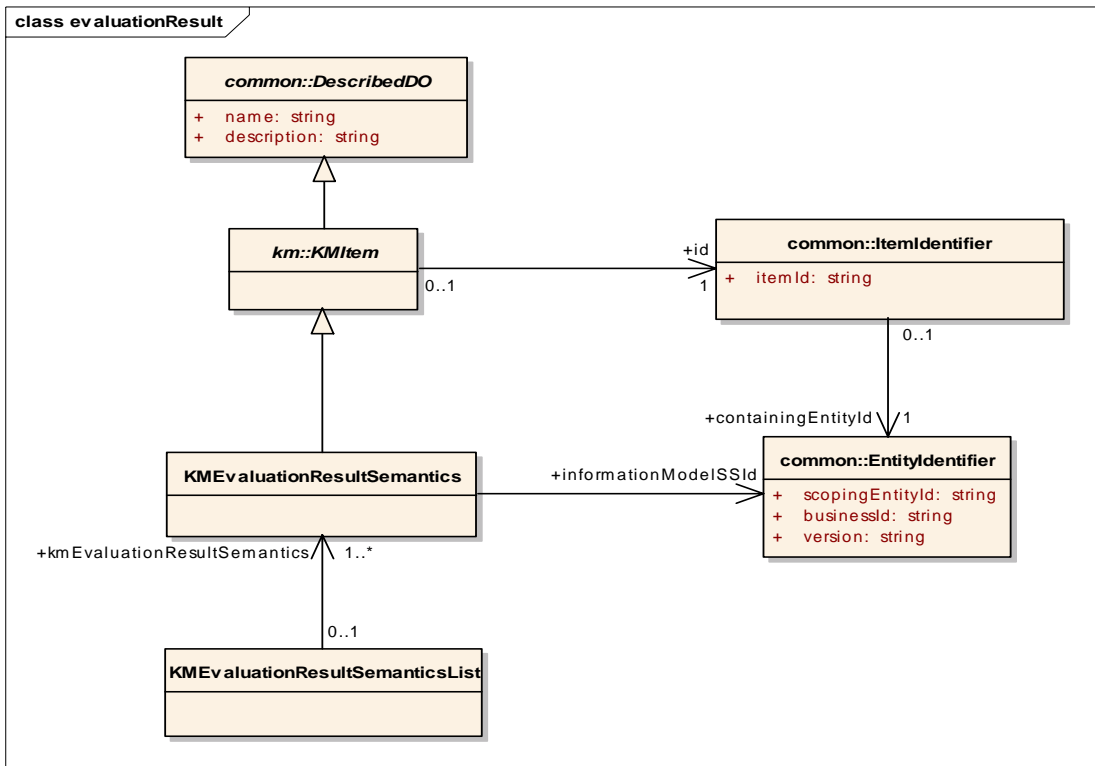 class evaluationResult
common::DescribedDO
+ name: string
+ description: string
km::KMItem
+id
0..1
1
common::ItemIdentifier
+ itemId: string
0..1
+containingEntityId
1
KMEvaluationResultSemantics
+informationModelSSId
common::EntityIdentifier
+ scopingEntityId: string
+ businessId: string
+ version: string
+kmEvaluationResultSemantics
1..*
0..1
KMEvaluationResultSemanticsList